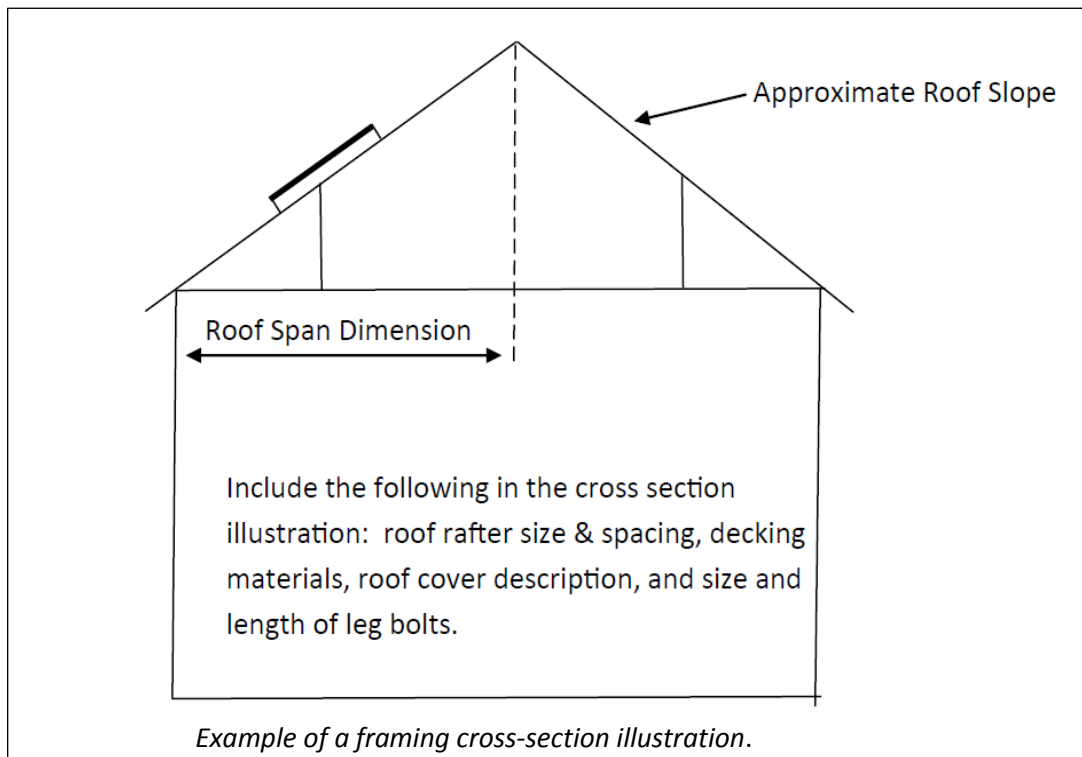 Approximate Roof Slope
Roof Span Dimension
Include the following in the cross section
illustration:  roof rafter size & spacing, decking
materials, roof cover description, and size and
length of leg bolts.
Example of a framing cross-section illustration.